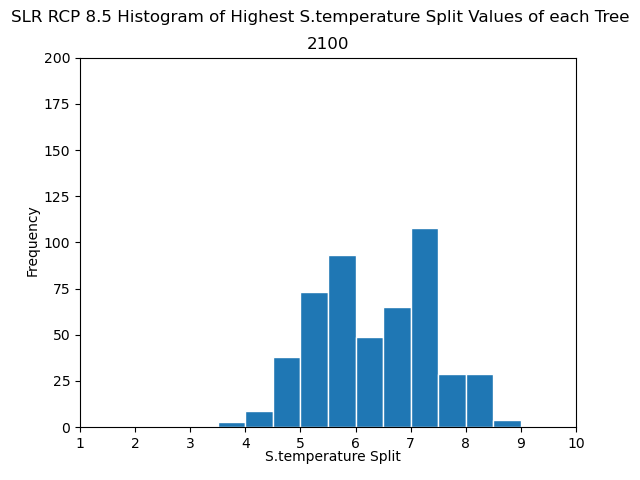 SLR RCP 8.5 Histogram of Highest S.temperature Split Values of each Tree
2100
200
175
150
125
100
75
50
25
0
Frequency
1 2 3 4 5 6 7 8 9 10
S.temperature Split